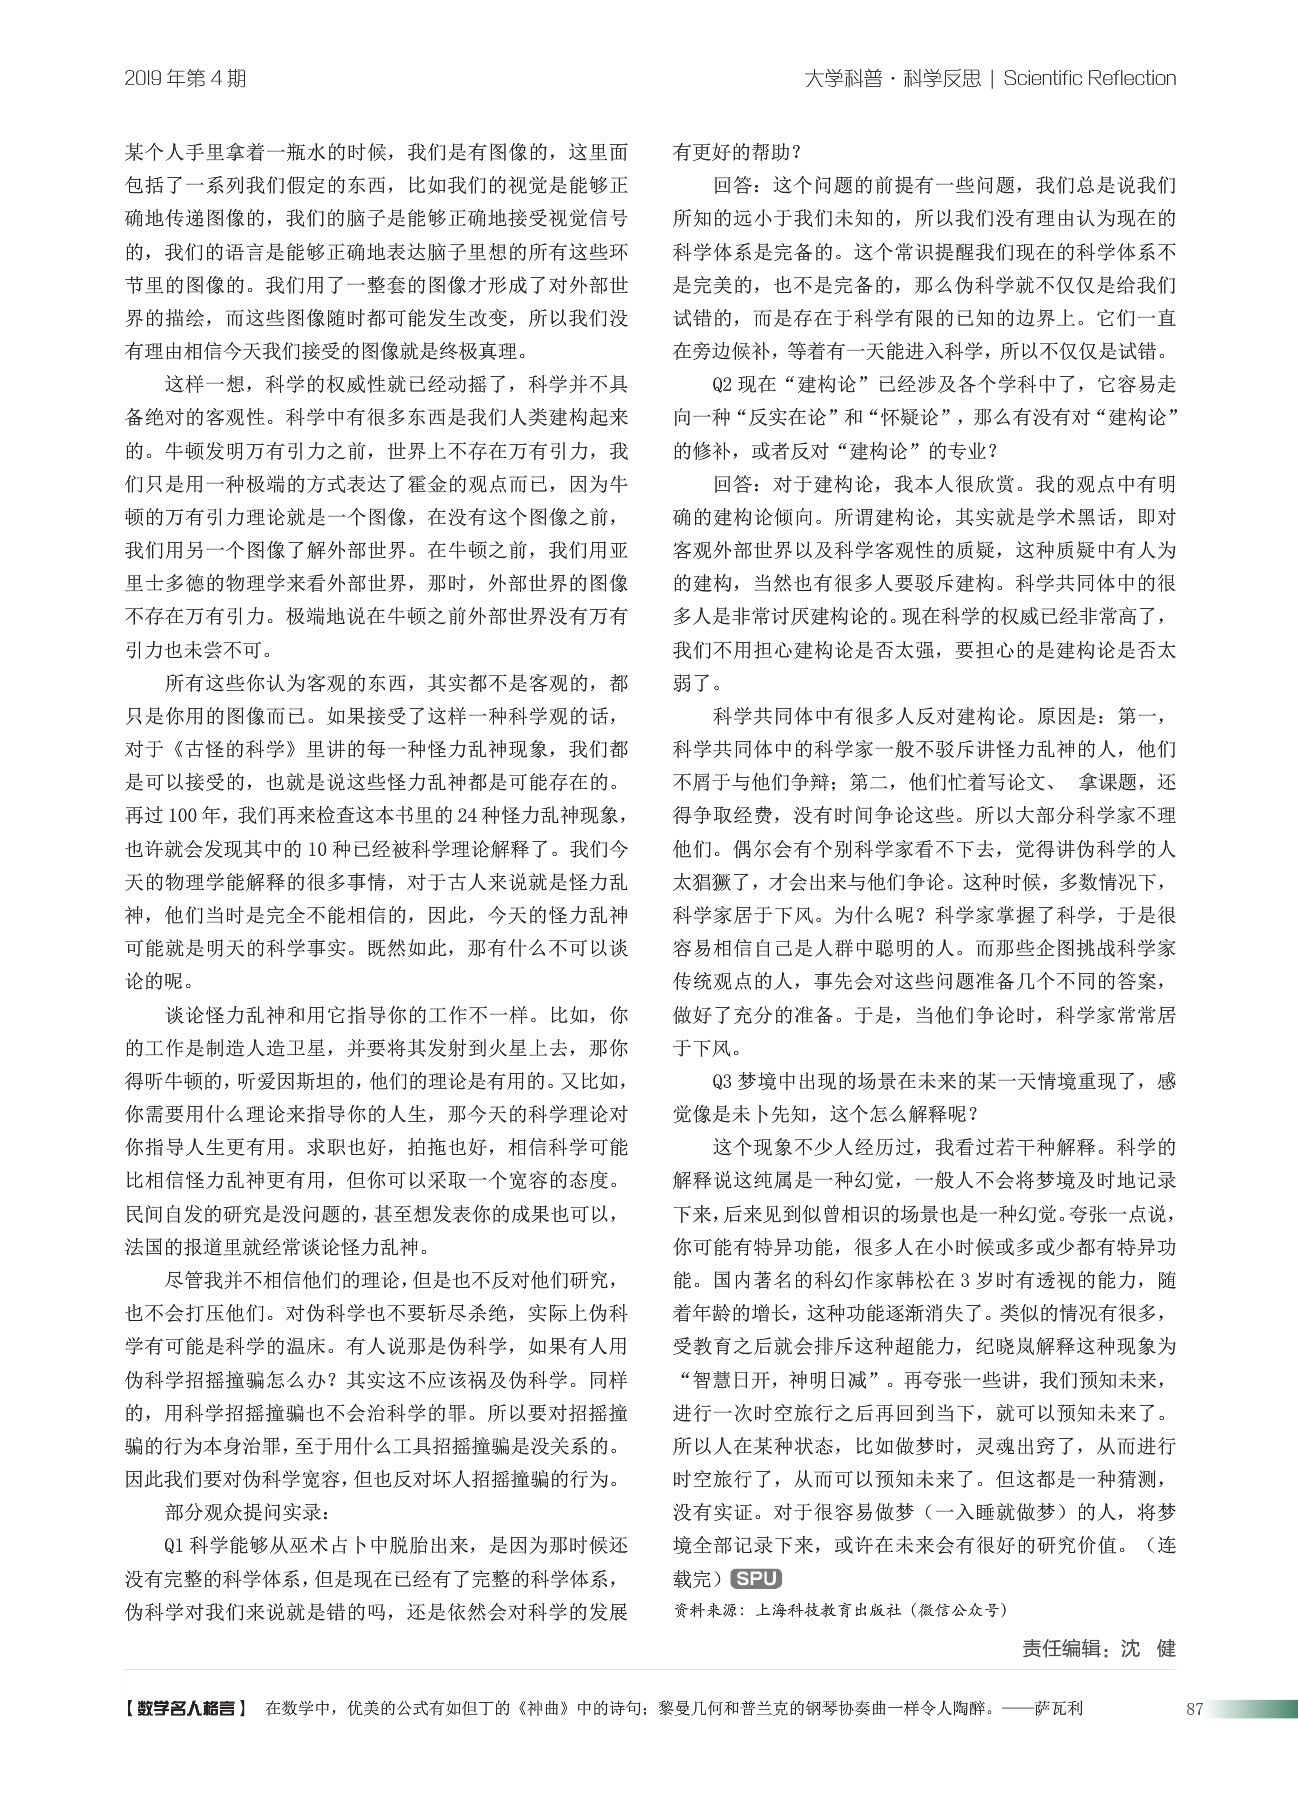 2019 年第 4 期
大学科普·科学反思 | Scientific Reflection
某个人手里拿着一瓶水的时候，我们是有图像的，这里面
包括了一系列我们假定的东西，比如我们的视觉是能够正
确地传递图像的，我们的脑子是能够正确地接受视觉信号
的，我们的语言是能够正确地表达脑子里想的所有这些环
节里的图像的。我们用了一整套的图像才形成了对外部世
界的描绘，而这些图像随时都可能发生改变，所以我们没
有理由相信今天我们接受的图像就是终极真理。
这样一想，科学的权威性就已经动摇了，科学并不具
备绝对的客观性。科学中有很多东西是我们人类建构起来
的。牛顿发明万有引力之前，世界上不存在万有引力，我
们只是用一种极端的方式表达了霍金的观点而已，因为牛
顿的万有引力理论就是一个图像，在没有这个图像之前，
我们用另一个图像了解外部世界。在牛顿之前，我们用亚
里士多德的物理学来看外部世界，那时，外部世界的图像
不存在万有引力。极端地说在牛顿之前外部世界没有万有
引力也未尝不可。
所有这些你认为客观的东西，其实都不是客观的，都
只是你用的图像而已。如果接受了这样一种科学观的话，
对于《古怪的科学》里讲的每一种怪力乱神现象，我们都
是可以接受的，也就是说这些怪力乱神都是可能存在的。
再过 100 年，我们再来检查这本书里的 24 种怪力乱神现象，
也许就会发现其中的 10 种已经被科学理论解释了。我们今
天的物理学能解释的很多事情，对于古人来说就是怪力乱
神，他们当时是完全不能相信的，因此，今天的怪力乱神
可能就是明天的科学事实。既然如此，那有什么不可以谈
论的呢。
谈论怪力乱神和用它指导你的工作不一样。比如，你
的工作是制造人造卫星，并要将其发射到火星上去，那你
得听牛顿的，听爱因斯坦的，他们的理论是有用的。又比如，
你需要用什么理论来指导你的人生，那今天的科学理论对
你指导人生更有用。求职也好，拍拖也好，相信科学可能
比相信怪力乱神更有用，但你可以采取一个宽容的态度。
民间自发的研究是没问题的，甚至想发表你的成果也可以，
法国的报道里就经常谈论怪力乱神。
尽管我并不相信他们的理论，但是也不反对他们研究，
也不会打压他们。对伪科学也不要斩尽杀绝，实际上伪科
学有可能是科学的温床。有人说那是伪科学，如果有人用
伪科学招摇撞骗怎么办？其实这不应该祸及伪科学。同样
的，用科学招摇撞骗也不会治科学的罪。所以要对招摇撞
骗的行为本身治罪，至于用什么工具招摇撞骗是没关系的。
因此我们要对伪科学宽容，但也反对坏人招摇撞骗的行为。
部分观众提问实录：
Q1 科学能够从巫术占卜中脱胎出来，是因为那时候还
没有完整的科学体系，但是现在已经有了完整的科学体系，
伪科学对我们来说就是错的吗，还是依然会对科学的发展
有更好的帮助？
回答：这个问题的前提有一些问题，我们总是说我们
所知的远小于我们未知的，所以我们没有理由认为现在的
科学体系是完备的。这个常识提醒我们现在的科学体系不
是完美的，也不是完备的，那么伪科学就不仅仅是给我们
试错的，而是存在于科学有限的已知的边界上。它们一直
在旁边候补，等着有一天能进入科学，所以不仅仅是试错。
Q2 现在“建构论”已经涉及各个学科中了，它容易走
向一种“反实在论”和“怀疑论”，那么有没有对“建构论”
的修补，或者反对“建构论”的专业？
回答：对于建构论，我本人很欣赏。我的观点中有明
确的建构论倾向。所谓建构论，其实就是学术黑话，即对
客观外部世界以及科学客观性的质疑，这种质疑中有人为
的建构，当然也有很多人要驳斥建构。科学共同体中的很
多人是非常讨厌建构论的。现在科学的权威已经非常高了，
我们不用担心建构论是否太强，要担心的是建构论是否太
弱了。
科学共同体中有很多人反对建构论。原因是：第一，
科学共同体中的科学家一般不驳斥讲怪力乱神的人，他们
不屑于与他们争辩；第二，他们忙着写论文、 拿课题，还
得争取经费，没有时间争论这些。所以大部分科学家不理
他们。偶尔会有个别科学家看不下去，觉得讲伪科学的人
太猖獗了，才会出来与他们争论。这种时候，多数情况下，
科学家居于下风。为什么呢？科学家掌握了科学，于是很
容易相信自己是人群中聪明的人。而那些企图挑战科学家
传统观点的人，事先会对这些问题准备几个不同的答案，
做好了充分的准备。于是，当他们争论时，科学家常常居
于下风。
Q3 梦境中出现的场景在未来的某一天情境重现了，感
觉像是未卜先知，这个怎么解释呢？
这个现象不少人经历过，我看过若干种解释。科学的
解释说这纯属是一种幻觉，一般人不会将梦境及时地记录
下来，后来见到似曾相识的场景也是一种幻觉。夸张一点说，
你可能有特异功能，很多人在小时候或多或少都有特异功
能。国内著名的科幻作家韩松在 3 岁时有透视的能力，随
着年龄的增长，这种功能逐渐消失了。类似的情况有很多，
受教育之后就会排斥这种超能力，纪晓岚解释这种现象为
“智慧日开，神明日减”。再夸张一些讲，我们预知未来，
进行一次时空旅行之后再回到当下，就可以预知未来了。
所以人在某种状态，比如做梦时，灵魂出窍了，从而进行
时空旅行了，从而可以预知未来了。但这都是一种猜测，
没有实证。对于很容易做梦（一入睡就做梦）的人，将梦
境全部记录下来，或许在未来会有很好的研究价值。（连
载完）SPU
资料来源：上海科技教育出版社（微信公众号）
责任编辑：沈 健
【数学名人格言】 在数学中，优美的公式有如但丁的《神曲》中的诗句；黎曼几何和普兰克的钢琴协奏曲一样令人陶醉。——萨瓦利
87